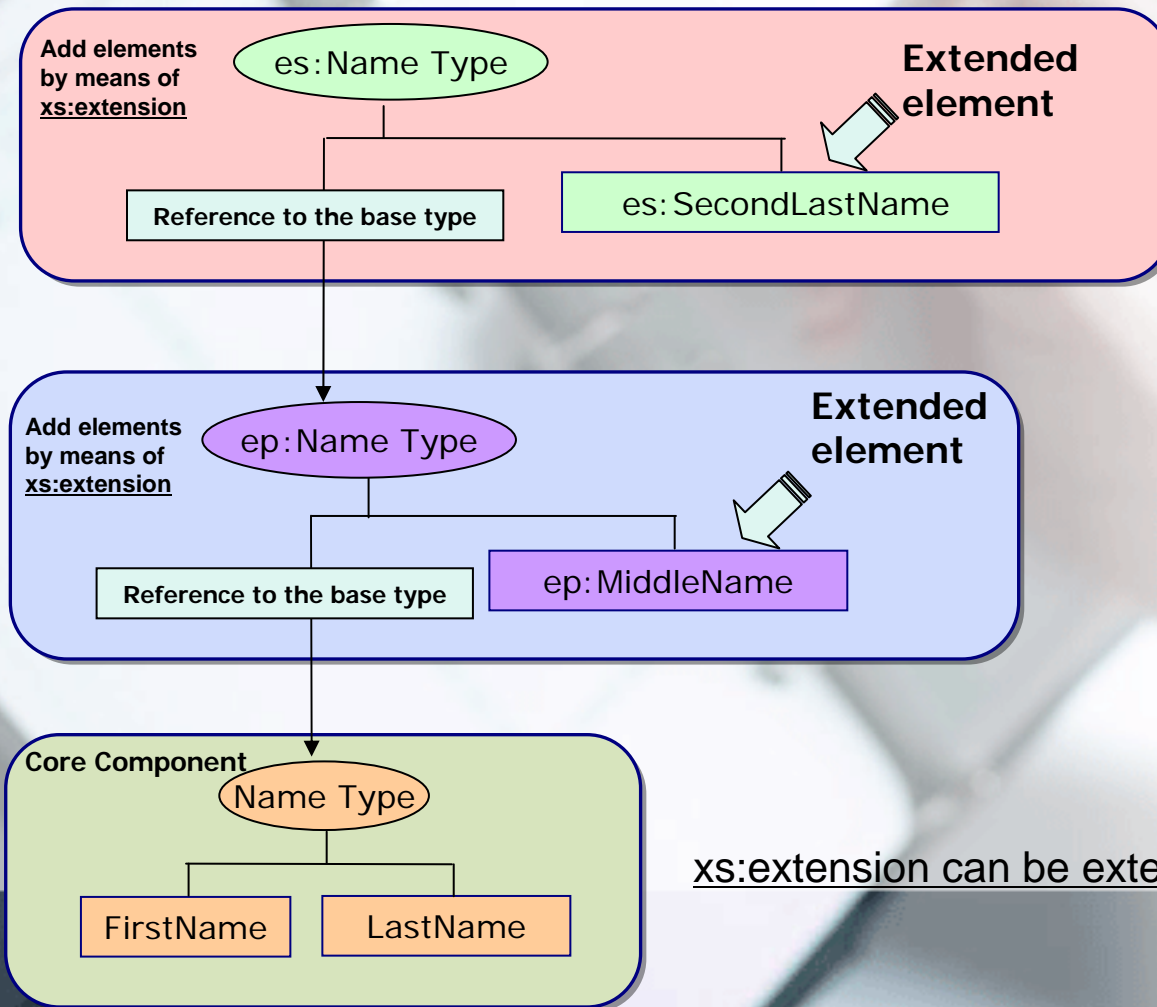 Add elements
by means of
xs:extension
es:Name Type
Extended
element
Reference to the base type
es:SecondLastName
Add elements
by means of
xs:extension
ep:Name Type
Extended
element
Reference to the base type
ep:MiddleName
Core Component
Name Type
FirstName
LastName
xs:extension can be